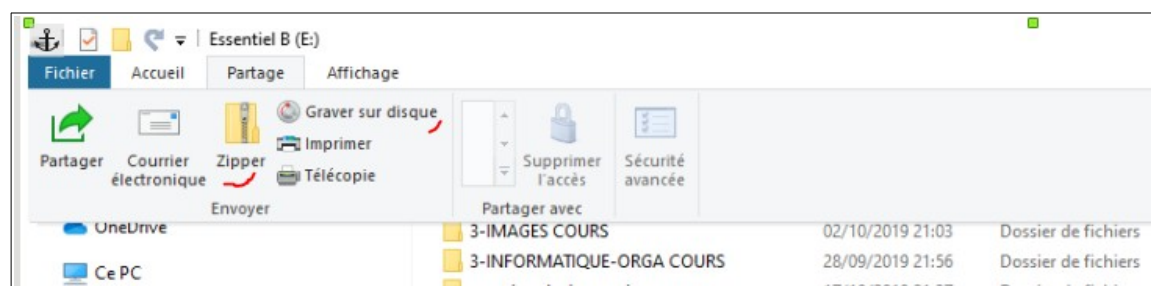 Essentiel B (E:)
Fichier Accueil Partage Affichage
Graver sur disque
Imprimer
Télécopie
Partager
Courrier électronique
Zipper
Supprimer l'accès
Sécurité avancée
Envoyer
Partager avec
OneDrive
3-IMAGES COURS 02/10/2019 21:03 Dossier de fichiers
Ce PC
3-INFORMATIQUE-ORGA COURS 28/09/2019 21:56 Dossier de fichiers